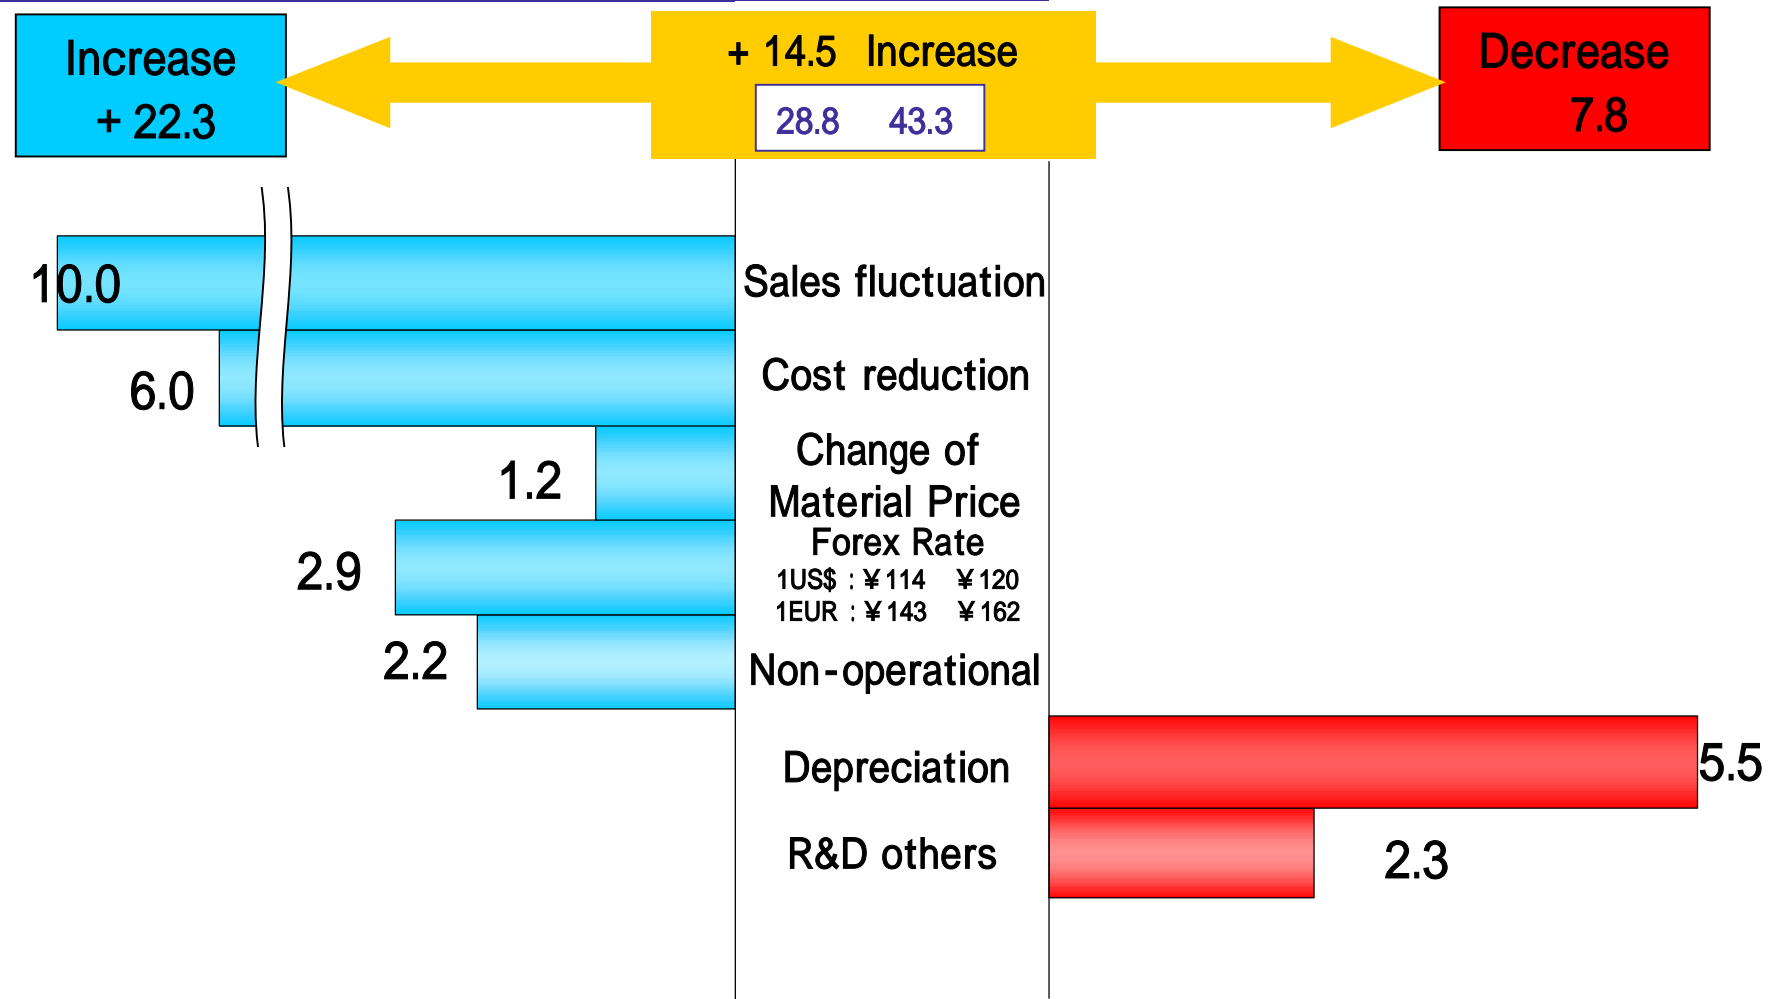 Increase
+ 22.3
+ 14.5 Increase
28.8 43.3
Decrease
7.8
10.0
Sales fluctuation
6.0
Cost reduction
1.2
Change of
Material Price
2.9
Forex Rate
1US$ : ¥114 ¥120
1EUR : ¥143 ¥162
2.2
Non-operational
Depreciation
5.5
R&D others
2.3